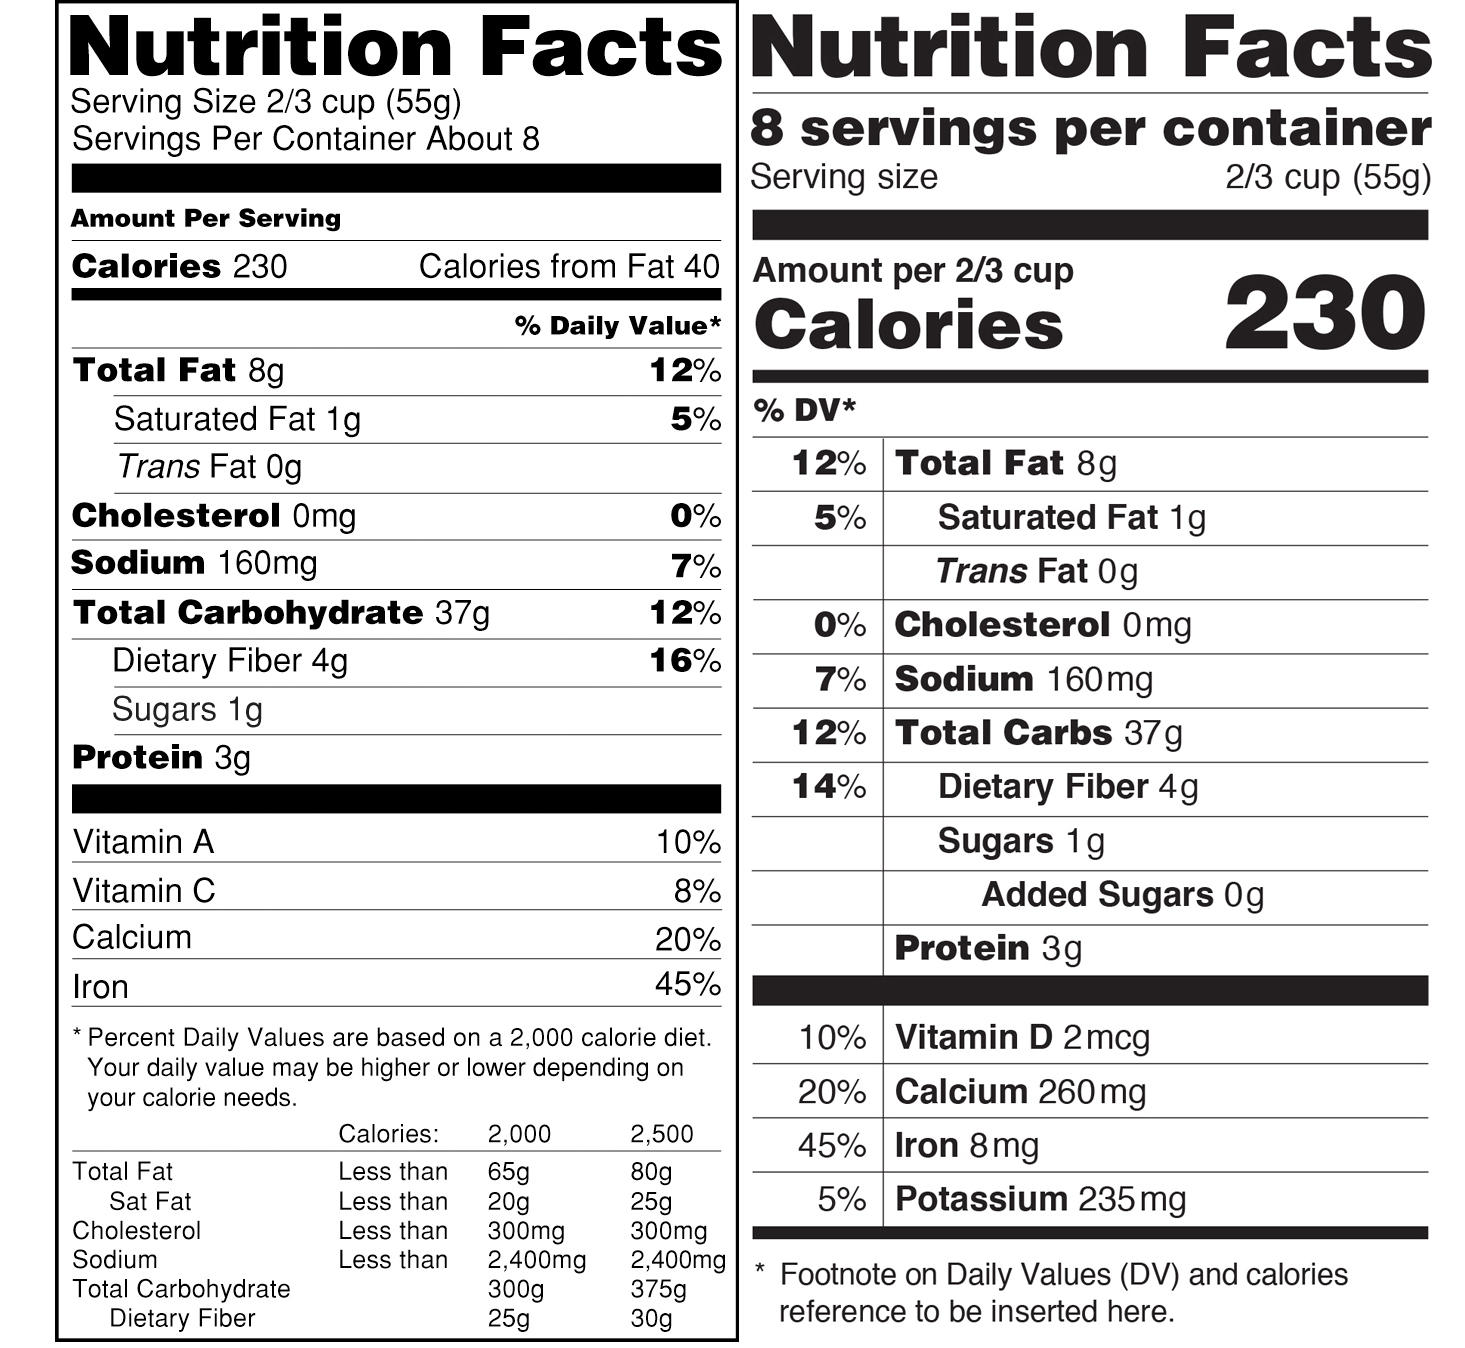 Nutrition Facts
Serving Size 2/3 cup (55g)
Servings Per Container About 8
Amount Per Serving
Calories 230 Calories from Fat 40
% Daily Value*
Total Fat 8g 12%
Saturated Fat 1g 5%
Trans Fat 0g
Cholesterol 0mg 0%
Sodium 160mg 7%
Total Carbohydrate 37g 12%
Dietary Fiber 4g 16%
Sugars 1g
Protein 3g
Vitamin A 10%
Vitamin C 8%
Calcium 20%
Iron 45%
* Percent Daily Values are based on a 2,000 calorie diet.
Your daily value may be higher or lower depending on
your calorie needs.
Calories: 2,000 2,500
Total Fat Less than 65g 80g
Sat Fat Less than 20g 25g
Cholesterol Less than 300mg 300mg
Sodium Less than 2,400mg 2,400mg
Total Carbohydrate 300g 375g
Dietary Fiber 25g 30g
Nutrition Facts
8 servings per container
Serving size 2/3 cup (55g)
Amount per 2/3 cup
Calories 230
% DV*
12% Total Fat 8g
5% Saturated Fat 1g
Trans Fat 0g
0% Cholesterol 0mg
7% Sodium 160mg
12% Total Carbs 37g
14% Dietary Fiber 4g
Sugars 1g
Added Sugars 0g
Protein 3g
10% Vitamin D 2mcg
20% Calcium 260mg
45% Iron 8mg
5% Potassium 235mg
* Footnote on Daily Values (DV) and calories
reference to be inserted here.